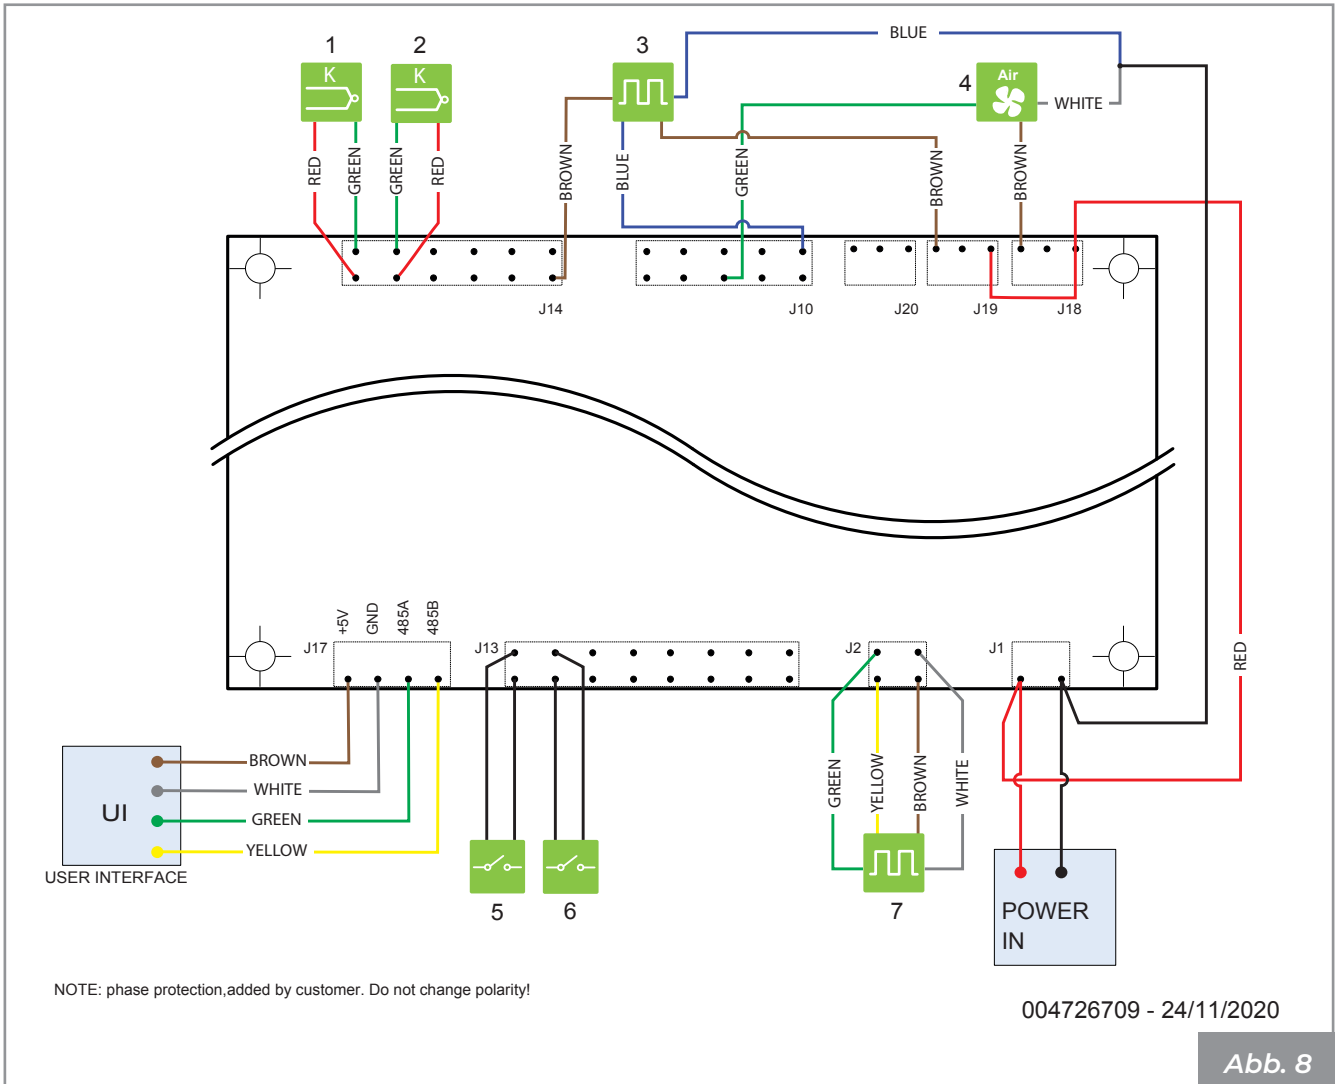 1
2
3
BLUE
K
K
Air
4
WHITE
RED
GREEN
GREEN
RED
BROWN
BLUE
GREEN
BROWN
BROWN
J14
J10
J20
J19
J18
+5V
GND
485A
485B
J17
J13
J2
J1
RED
BROWN
WHITE
GREEN
YELLOW
UI
USER INTERFACE
GREEN
YELLOW
BROWN
WHITE
5
6
7
POWER
IN
NOTE: phase protection,added by customer. Do not change polarity!
004726709 - 24/11/2020
Abb. 8